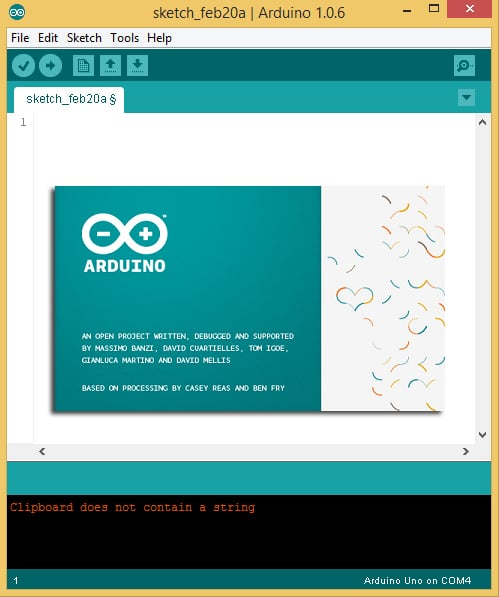 sketch_feb20a | Arduino 1.0.6
File Edit Sketch Tools Help
sketch_feb20a §
1
ARDUINO
AN OPEN PROJECT WRITTEN, DEBUGGED AND SUPPORTED
BY MASSIMO BANZI, DAVID CUARTIELLES, TOM IGOE,
GIANLUCA MARTINO AND DAVID MELLIS
BASED ON PROCESSING BY CASEY REAS AND BEN FRY
Clipboard does not contain a string
1 Arduino Uno on COM4